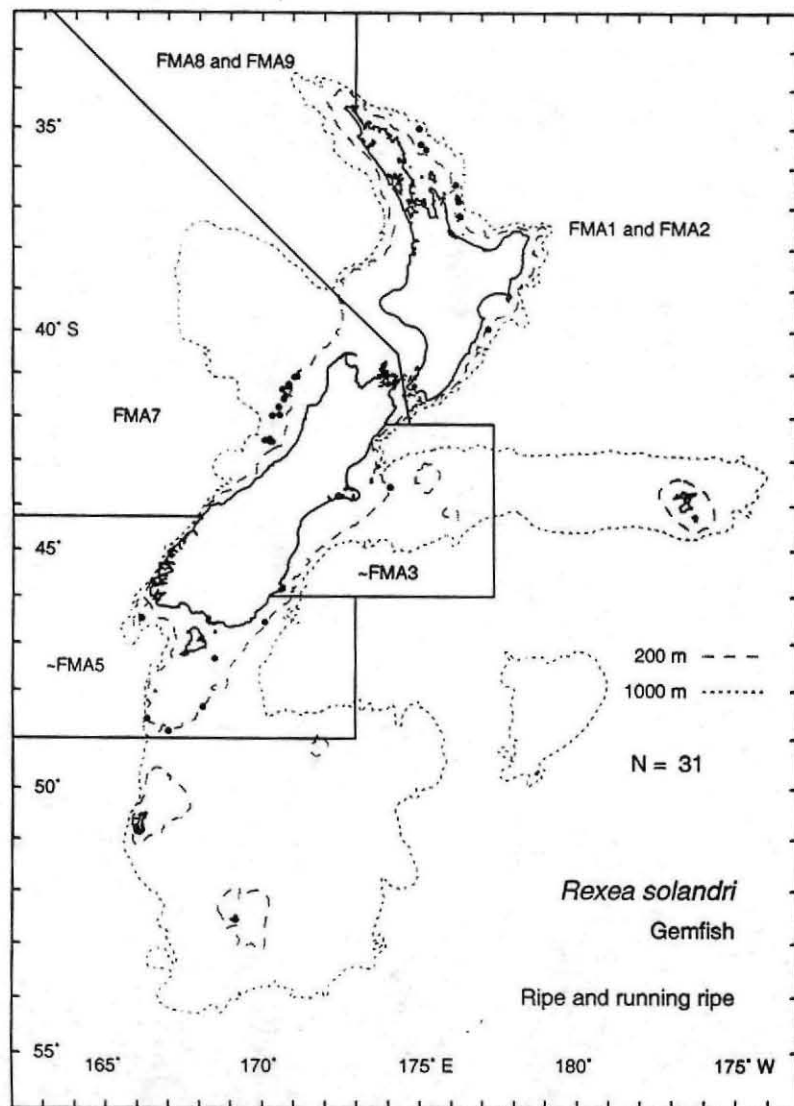 FMA8 and FMA9
35°
FMA1 and FMA2
40° S
FMA7
45°
~FMA3
~FMA5
200 m
1000 m
N = 31
50°
Rexea solandri
Gemfish
Ripe and running ripe
55°
165° 170° 175° E 180° 175° W